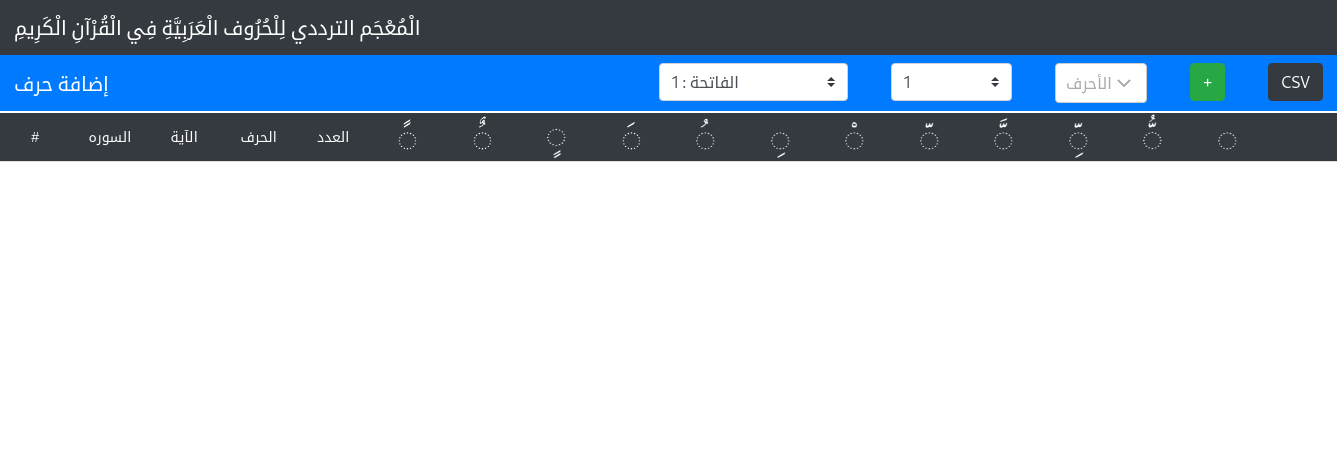 الْمُعْجَم الترددي لِلْحُرُوف الْعَرَبِيَّةِ فِي الْقُرْآنِ الْكَرِيمِ
إضافة حرف 1 : الفاتحة 1 الأحرف + CSV
# السوره الآية الحرف العدد ◌ً ◌ٌ ◌ٍ ◌َ ◌ُ ◌ِ ◌ْ ◌ّ ◌َّ ◌ِّ ◌ُّ ◌